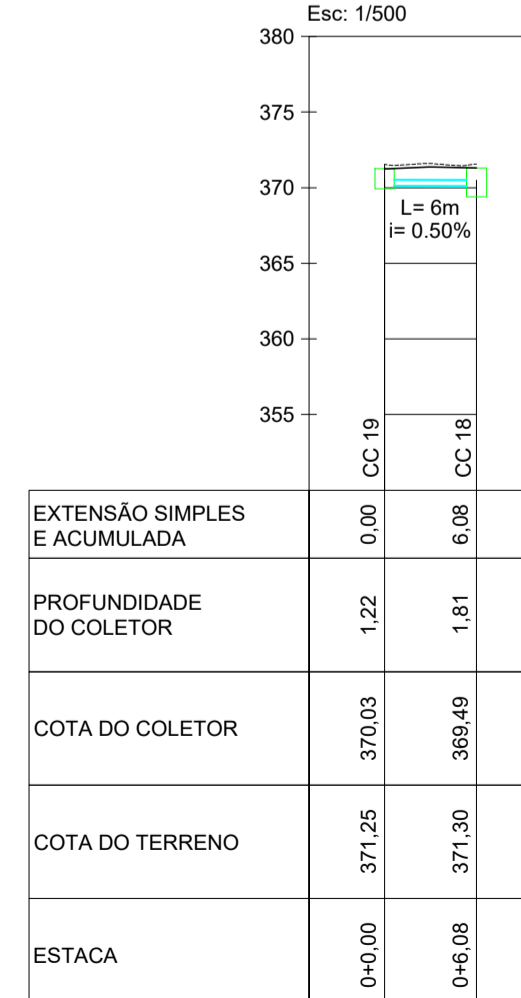 Esc: 1/500
380
375
370
L= 6m
i= 0.50%
365
360
355
CC 19
CC 18
EXTENSÃO SIMPLES
E ACUMULADA
0,00
6,08
PROFUNDIDADE
DO COLETOR
1,22
1,81
COTA DO COLETOR
370,03
369,49
COTA DO TERRENO
371,25
371,30
ESTACA
0+0,00
0+6,08